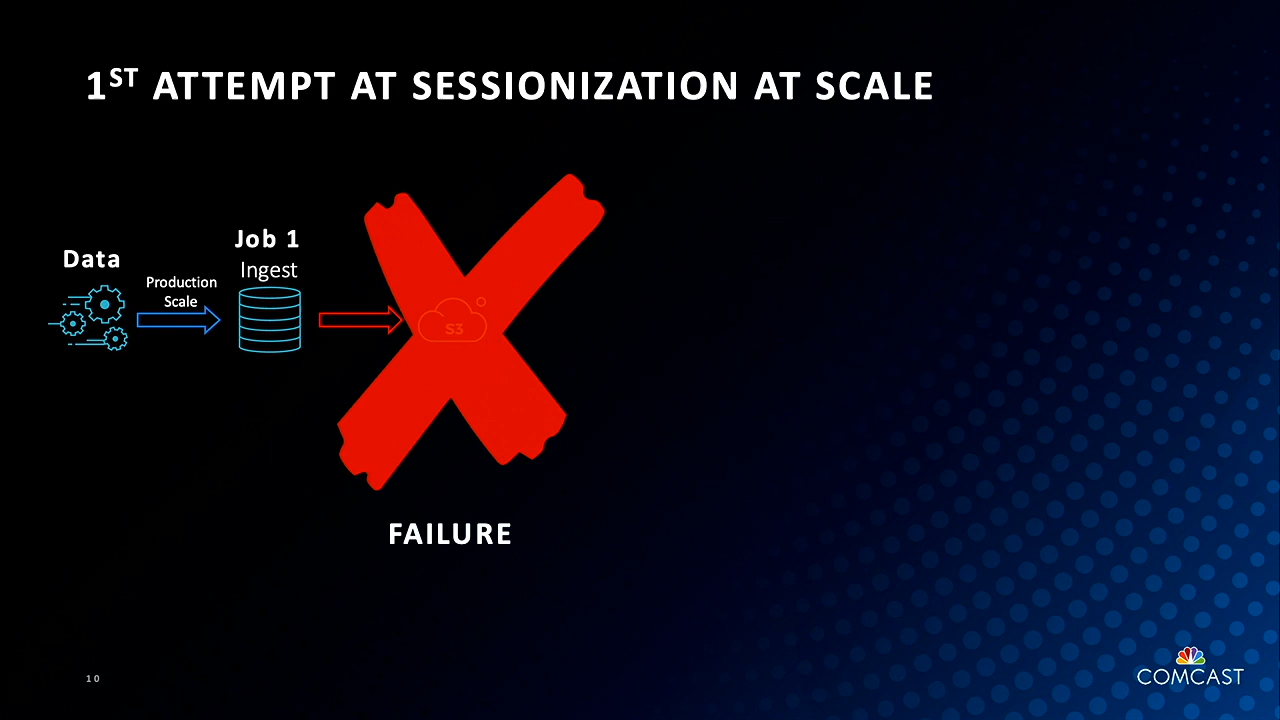 1ST ATTEMPT AT SESSIONIZATION AT SCALE
Data
Production
Scale
Job 1
Ingest
S3
FAILURE
10
COMCAST